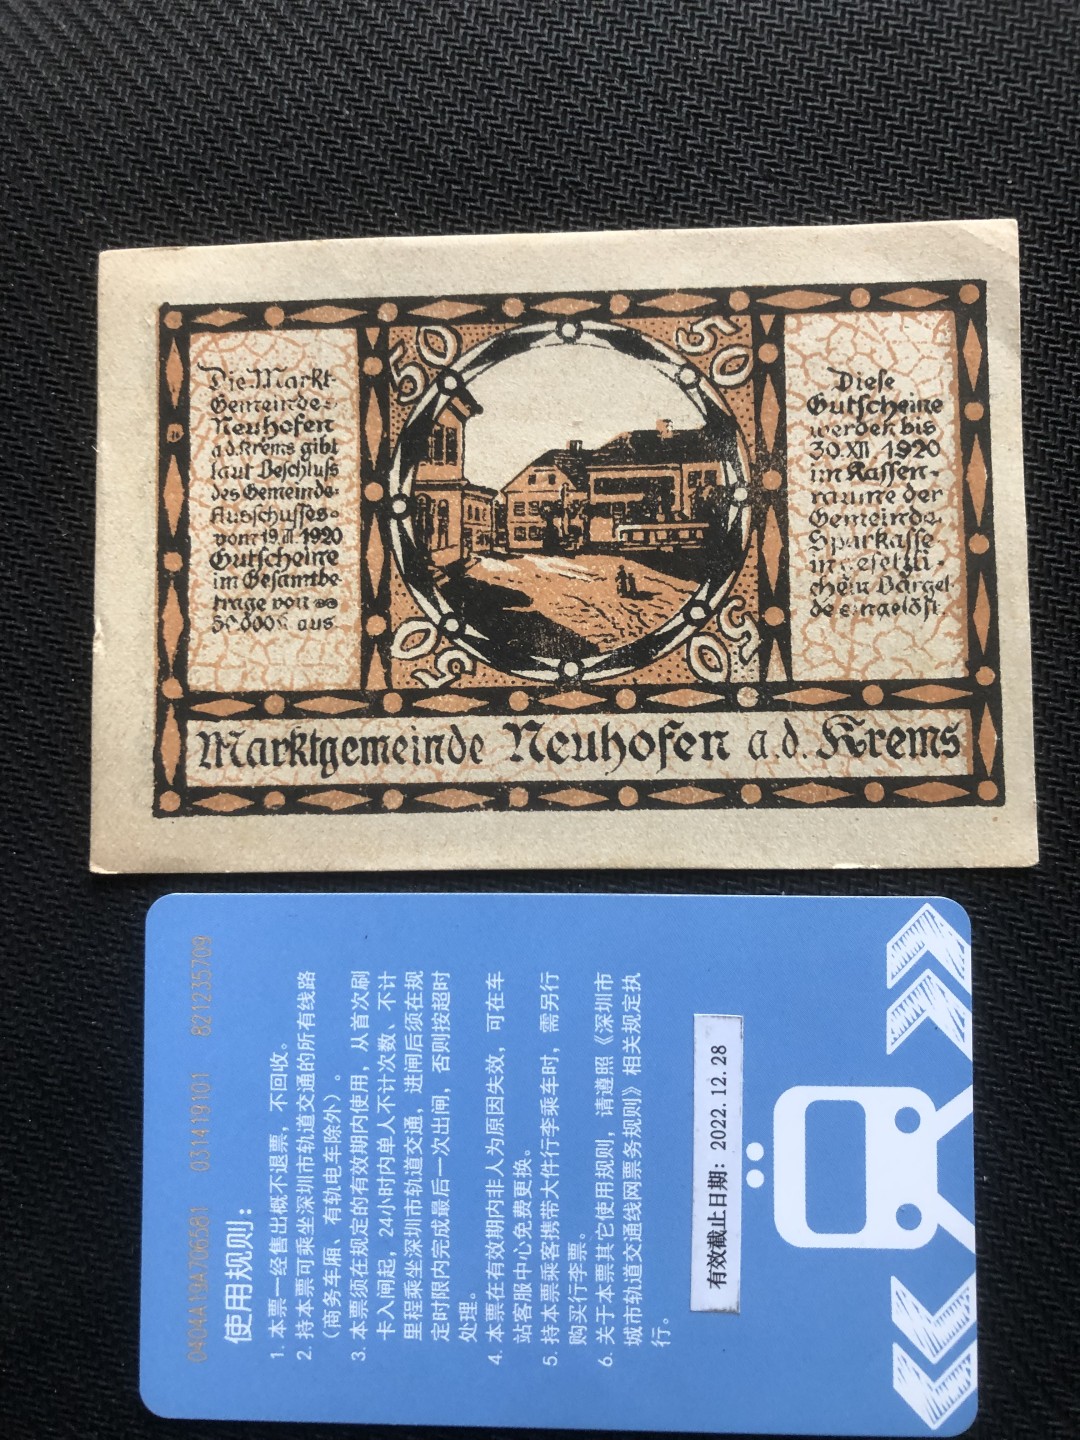 50
50
Die Markt-
Gemeinde
Neuhofen
a.d. Krems gibt
laut Beschluß
des Gemeinde-
Ausschusses
vom 19.III.1920
Gutscheine
im Gesamtbe-
trage von
50.000 aus
Diese
Gutscheine
werden bis
30.XII 1920
im Kassen-
raume der
Gemeinde
Sparkasse
in gesetzli-
chem Bargel-
de eingelöst.
50
50
Marktgemeinde Neuhofen a.d. Krems
0404A19A706581 031419101 821235709
使用规则：
1. 本票一经售出概不退票，不回收。
2. 持本票可乘坐深圳市轨道交通的所有线路
（商务车厢、有轨电车除外）。
3. 本票须在规定的有效期内使用，从首次刷
卡入闸起，24小时内单人不计次数、不计
里程乘坐深圳市轨道交通，进闸后须在规
定时限内完成最后一次出闸，否则按超时
处理。
4. 本票在有效期内非人为原因失效，可在车
站客服中心免费更换。
5. 持本票乘客携带大件行李乘车时，需另行
购买行李票。
6. 关于本票其它使用规则，请遵照《深圳市
城市轨道交通线网票务规则》相关规定执
行。
有效截止日期：2022.12.28